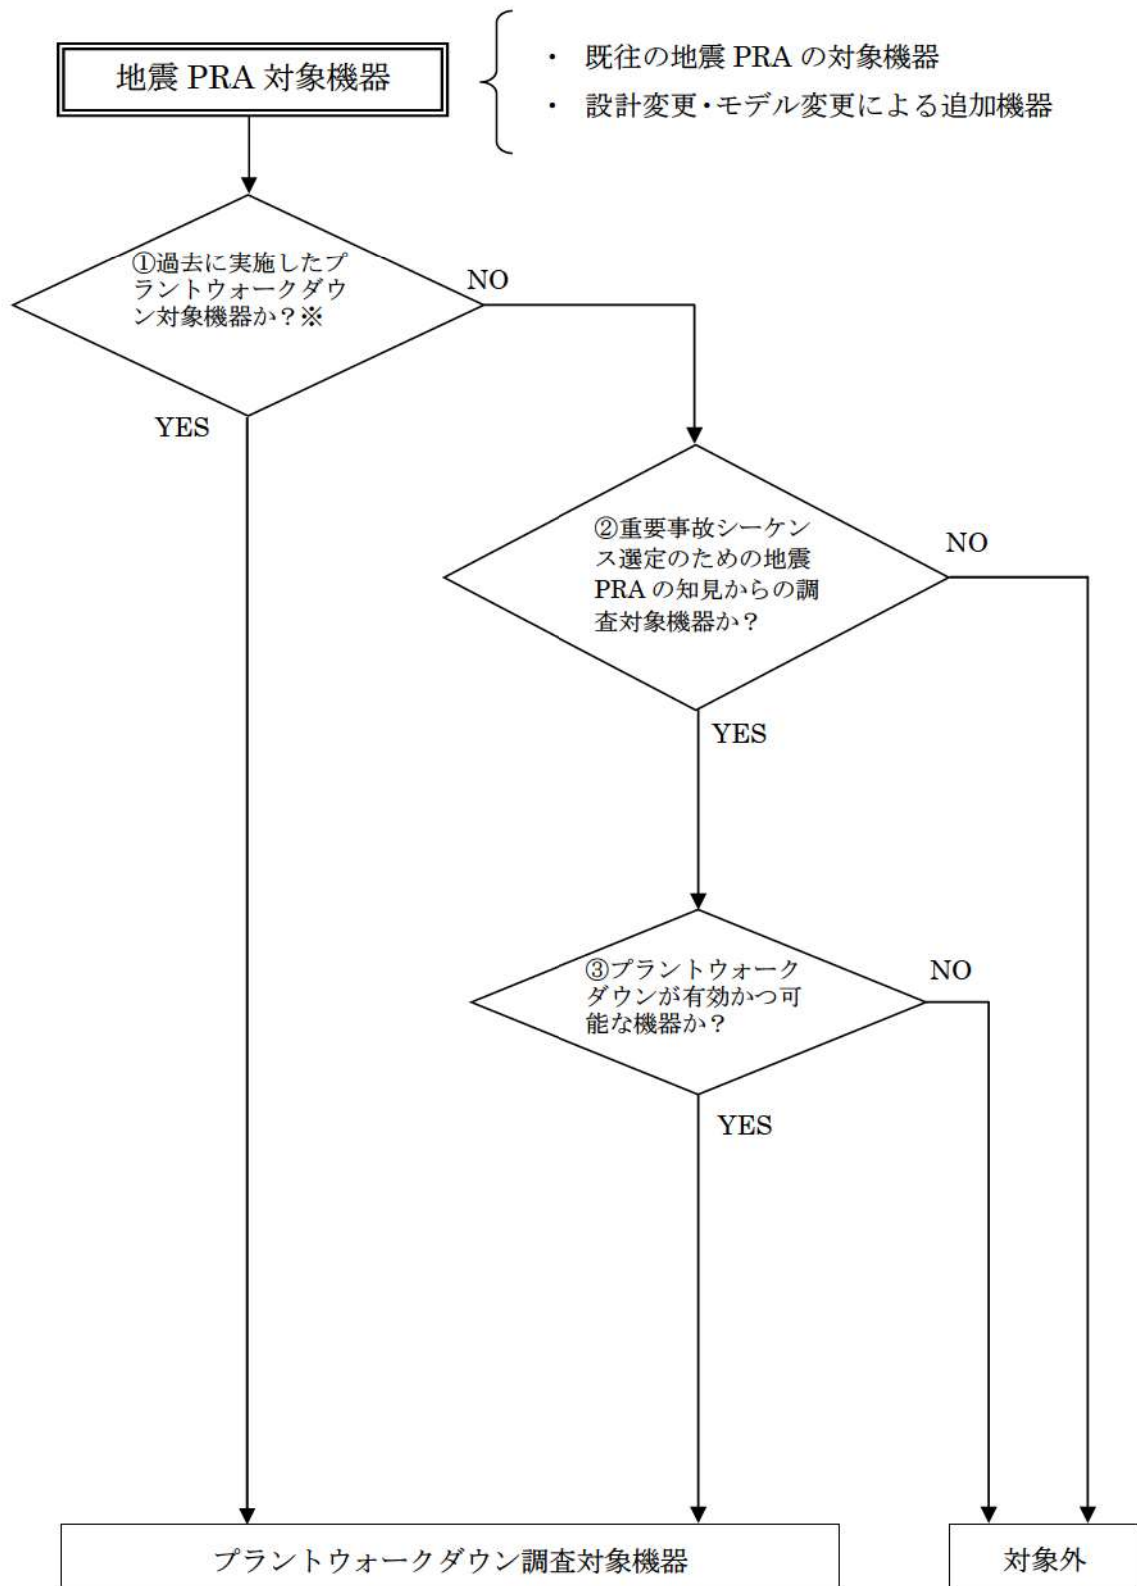 地震 PRA 対象機器
・ 既往の地震 PRA の対象機器
・ 設計変更・モデル変更による追加機器
①過去に実施したプ
ラントウォークダウ
ン対象機器か？※
NO
YES
②重要事故シーケン
ス選定のための地震
PRA の知見からの調
査対象機器か？
NO
YES
③プラントウォーク
ダウンが有効かつ可
能な機器か？
NO
YES
プラントウォークダウン調査対象機器
対象外